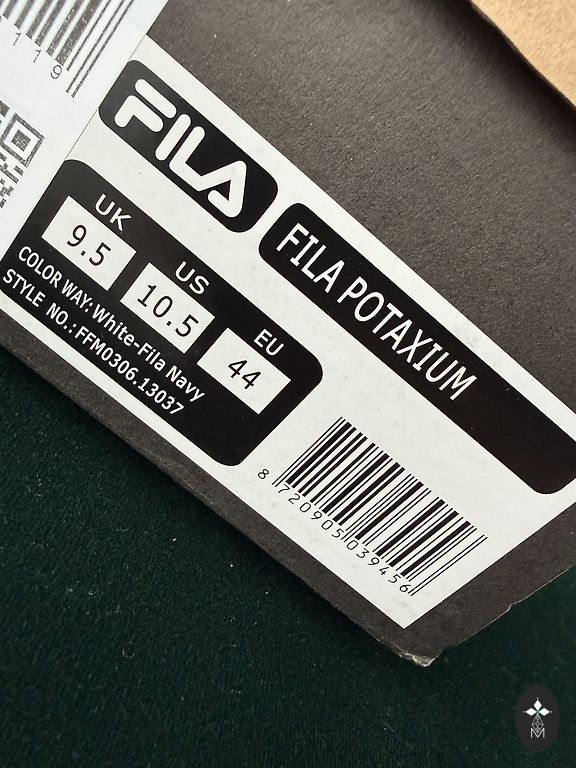 119
FILA
FILA POTAXIUM
UK
9.5
US
10.5
EU
44
COLOR WAY: White-Fila Navy
STYLE NO.: FFM0306.13037
8 720905 039456
M